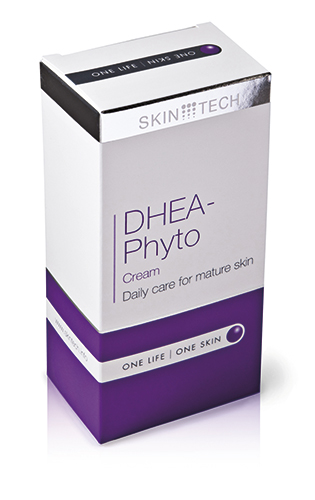 ONE LIFE | ONE SKIN
SKIN TECH
DHEA-
Phyto
Cream
Daily care for mature skin
ONE LIFE | ONE SKIN